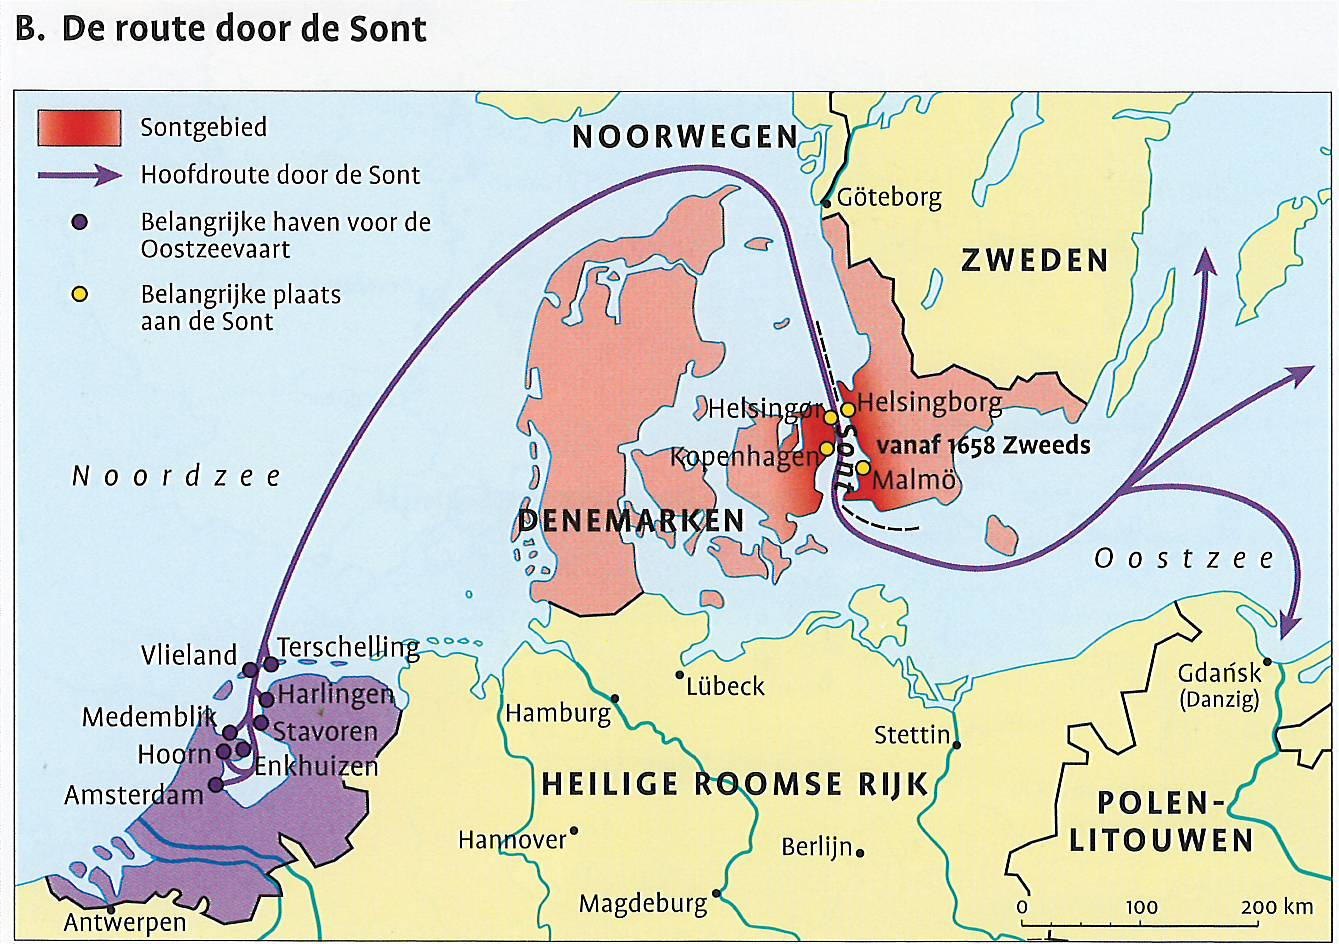 B. De route door de Sont
Sontgebied
Hoofdroute door de Sont
Belangrijke haven voor de
Oostzeevaart
Belangrijke plaats
aan de Sont
NOORWEGEN
Göteborg
ZWEDEN
Helsingør
Helsingborg
Sont
vanaf 1658 Zweeds
Kopenhagen
Malmö
Noordzee
DENEMARKEN
Oostzee
Vlieland
Terschelling
Harlingen
Medemblik
Stavoren
Hoorn
Enkhuizen
Amsterdam
Antwerpen
Lübeck
Hamburg
Stettin
Gdańsk
(Danzig)
HEILIGE ROOMSE RIJK
POLEN-
LITOUWEN
Hannover
Berlijn
Magdeburg
0 100 200 km